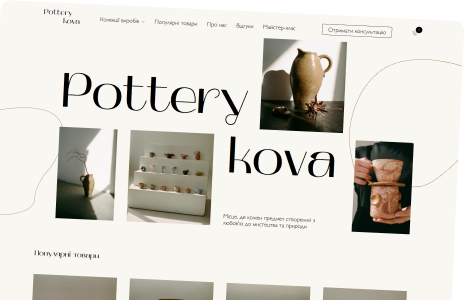 Pottery
kova
Колекції виробів
Популярні товари
Про нас
Відгуки
Майстер-клас
Отримати консультацію
Pottery
kova
Місце, де кожен предмет створений з
любов'ю до мистецтва та природи
Популярні товари